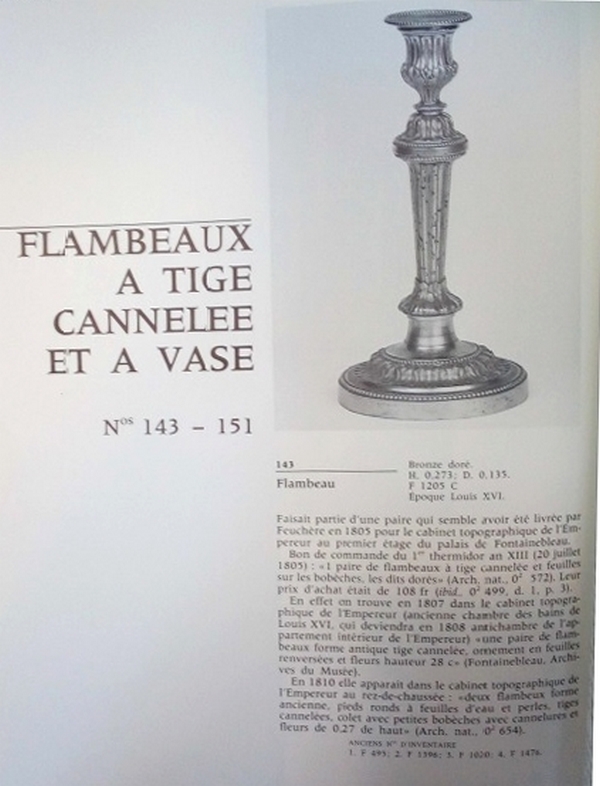 FLAMBEAUX
A TIGE
CANNELEE
ET A VASE
Nos 143 – 151
143
Flambeau
Bronze doré.
H. 0,273; D. 0,135.
F 1205 C
Époque Louis XVI.
Faisait partie d'une paire qui semble avoir été livrée par
Feuchère en 1805 pour le cabinet topographique de l'Em-
pereur au premier étage du palais de Fontainebleau.
Bon de commande du 1er thermidor an XIII (20 juillet
1805) : «1 paire de flambeaux à tige cannelée et feuilles
sur les bobèches, les dits dorés» (Arch. nat., 02 572). Leur
prix d'achat était de 108 fr (ibid., 02 499, d. 1, p. 3).
En effet on trouve en 1807 dans le cabinet topogra-
phique de l'Empereur (ancienne chambre des bains de
Louis XVI, qui deviendra en 1808 antichambre de l'ap-
partement intérieur de l'Empereur) «une paire de flam-
beaux forme antique tige cannelée, ornement en feuilles
renversées et fleurs hauteur 28 c» (Fontainebleau, Archi-
ves du Musée).
En 1810 elle apparait dans le cabinet topographique de
l'Empereur au rez-de-chaussée : «deux flambeux forme
ancienne, pieds ronds à feuilles d'eau et perles, tiges
cannelées, colet avec petites bobèches avec cannelures et
fleurs de 0,27 de haut» (Arch. nat., 02 654).
ANCIENS Nos D'INVENTAIRE
1. F 495; 2. F 1396; 3. F 1020; 4. F 1476.